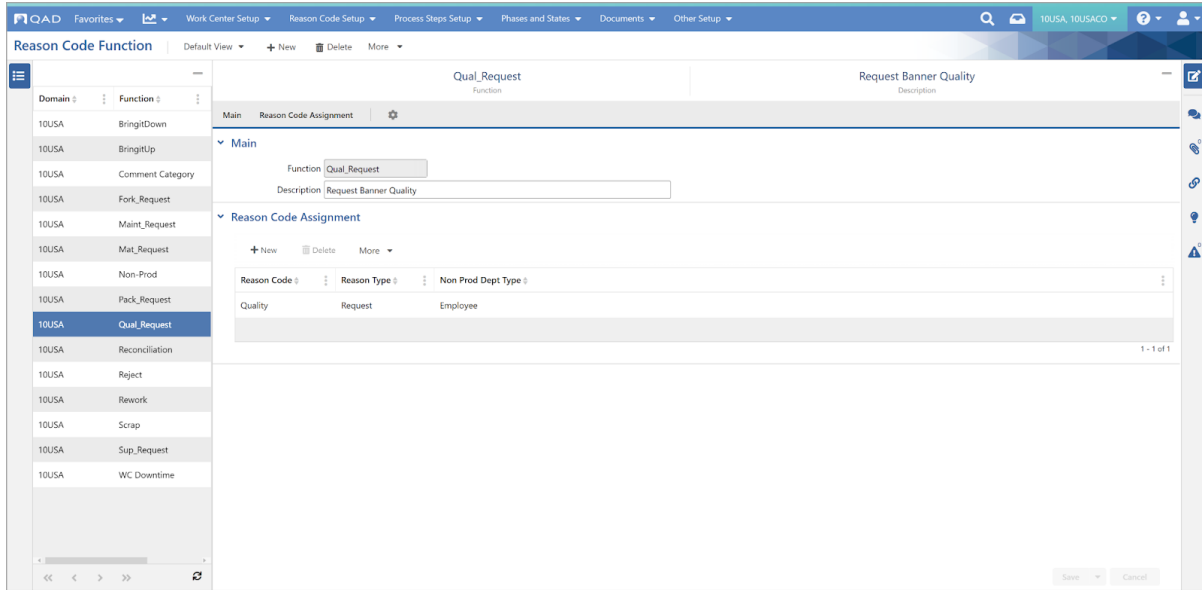 QAD Favorites Work Center Setup Reason Code Setup Process Steps Setup Phases and States Documents Other Setup 10USA, 10USACO
Reason Code Function Default View + New Delete More
Qual_Request Request Banner Quality
Function Description
Domain Function
Main Reason Code Assignment
10USA BringitDown
10USA BringitUp
10USA Comment Category
10USA Fork_Request
10USA Maint_Request
10USA Mat_Request
10USA Non-Prod
10USA Pack_Request
10USA Qual_Request
10USA Reconciliation
10USA Reject
10USA Rework
10USA Scrap
10USA Sup_Request
10USA WC Downtime
Main
Function Qual_Request
Description Request Banner Quality
Reason Code Assignment
+ New Delete More
Reason Code Reason Type Non Prod Dept Type
Quality Request Employee
1 - 1 of 1
Save Cancel